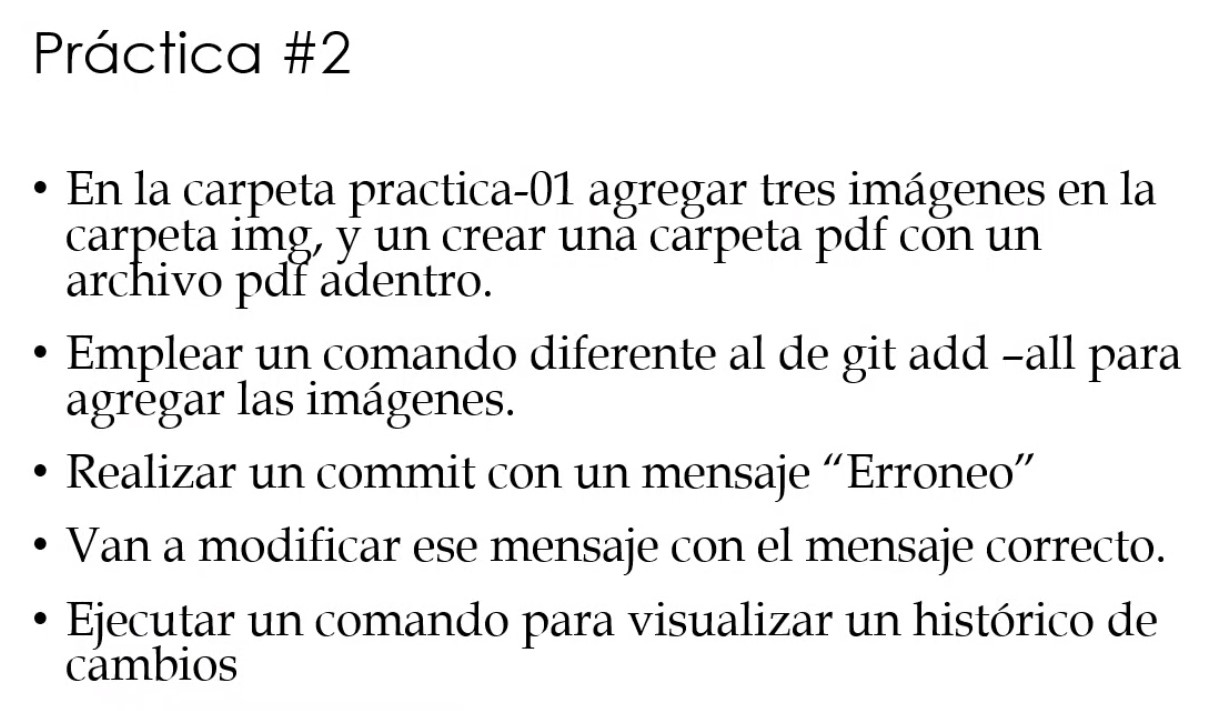 Práctica #2
• En la carpeta practica-01 agregar tres imágenes en la
carpeta img, y un crear una carpeta pdf con un
archivo pdf adentro.
• Emplear un comando diferente al de git add –all para
agregar las imágenes.
• Realizar un commit con un mensaje “Erroneo”
• Van a modificar ese mensaje con el mensaje correcto.
• Ejecutar un comando para visualizar un histórico de
cambios